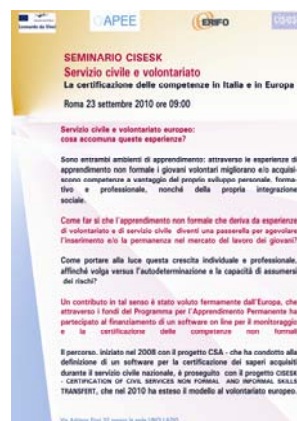 Leonardo da Vinci
APEE
ERIFO
SEMINARIO CISESK
Servizio civile e volontariato
La certificazione delle competenze in Italia e in Europa
Roma 23 settembre 2010 ore 09:00
Servizio civile e volontariato europeo:
cosa accomuna queste esperienze?
Sono entrambi ambienti di apprendimento: attraverso le esperienze di
apprendimento non formale i giovani volontari migliorano e/o acquisi-
scono competenze a vantaggio del proprio sviluppo personale, forma-
tivo e professionale, nonché della propria integrazione
sociale.
Come far sì che l'apprendimento non formale che deriva da esperienze
di volontariato e di servizio civile diventi una passerella per agevolare
l'inserimento e/o la permanenza nel mercato del lavoro dei giovani?
Come portare alla luce questa crescita individuale e professionale,
affinché volga versus l'autodeterminazione e la capacità di assumersi
dei rischi?
Un contributo in tal senso è stato voluto fermamente dall'Europa, che
attraverso i fondi del Programma per l'Apprendimento Permanente ha
partecipato al finanziamento di un software on line per il monitoraggio
e la certificazione delle competenze non formali
Il percorso, iniziato nel 2008 con il progetto CSA - che ha condotto alla
definizione di un software per la certificazione dei saperi acquisiti
durante il servizio civile nazionale, è proseguito con il progetto CISESK
- CERTIFICATION OF CIVIL SERVICES NON FORMAL AND INFORMAL SKILLS
TRANSFERT, che nel 2010 ha esteso il modello al volontariato europeo.